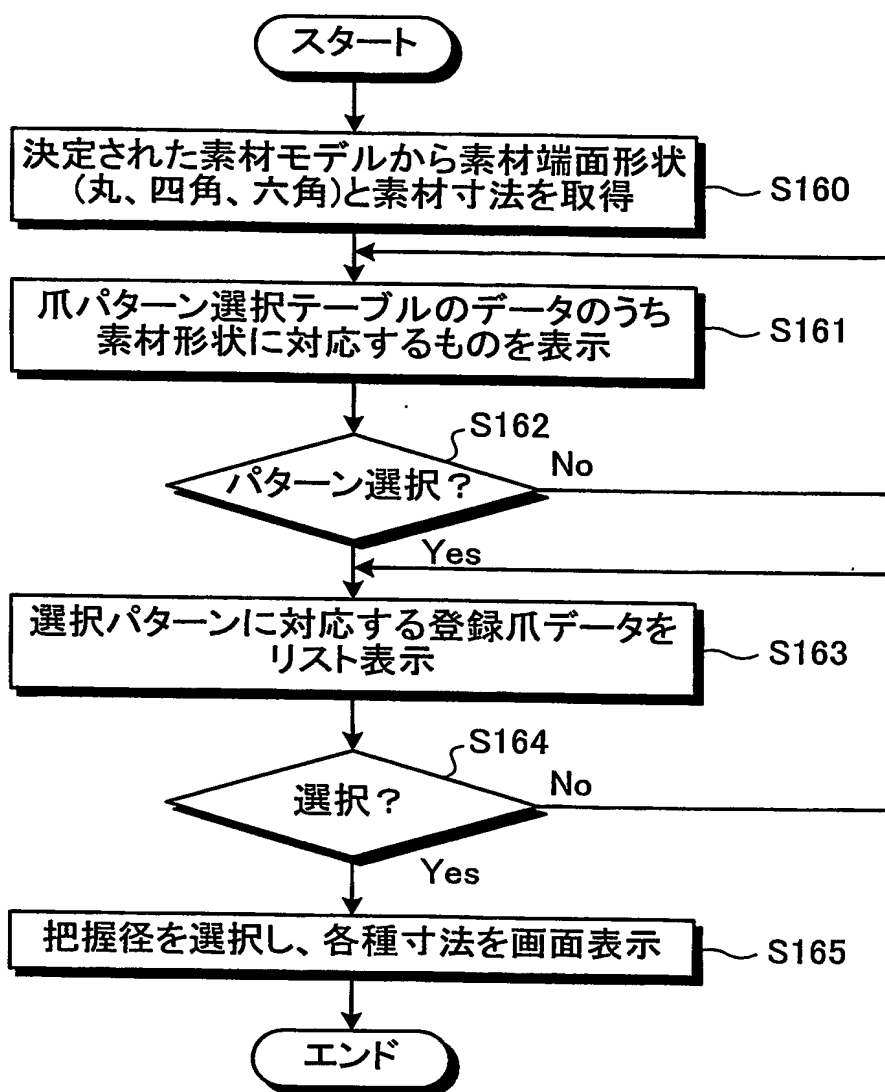 スタート
決定された素材モデルから素材端面形状
(丸、四角、六角)と素材寸法を取得
S160
爪パターン選択テーブルのデータのうち
素材形状に対応するものを表示
S161
S162
パターン選択？
No
Yes
選択パターンに対応する登録爪データを
リスト表示
S163
S164
選択？
No
Yes
把握径を選択し、各種寸法を画面表示
S165
エンド